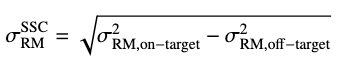 σ_RM^SSC = √(σ²_RM,on−target − σ²_RM,off−target)